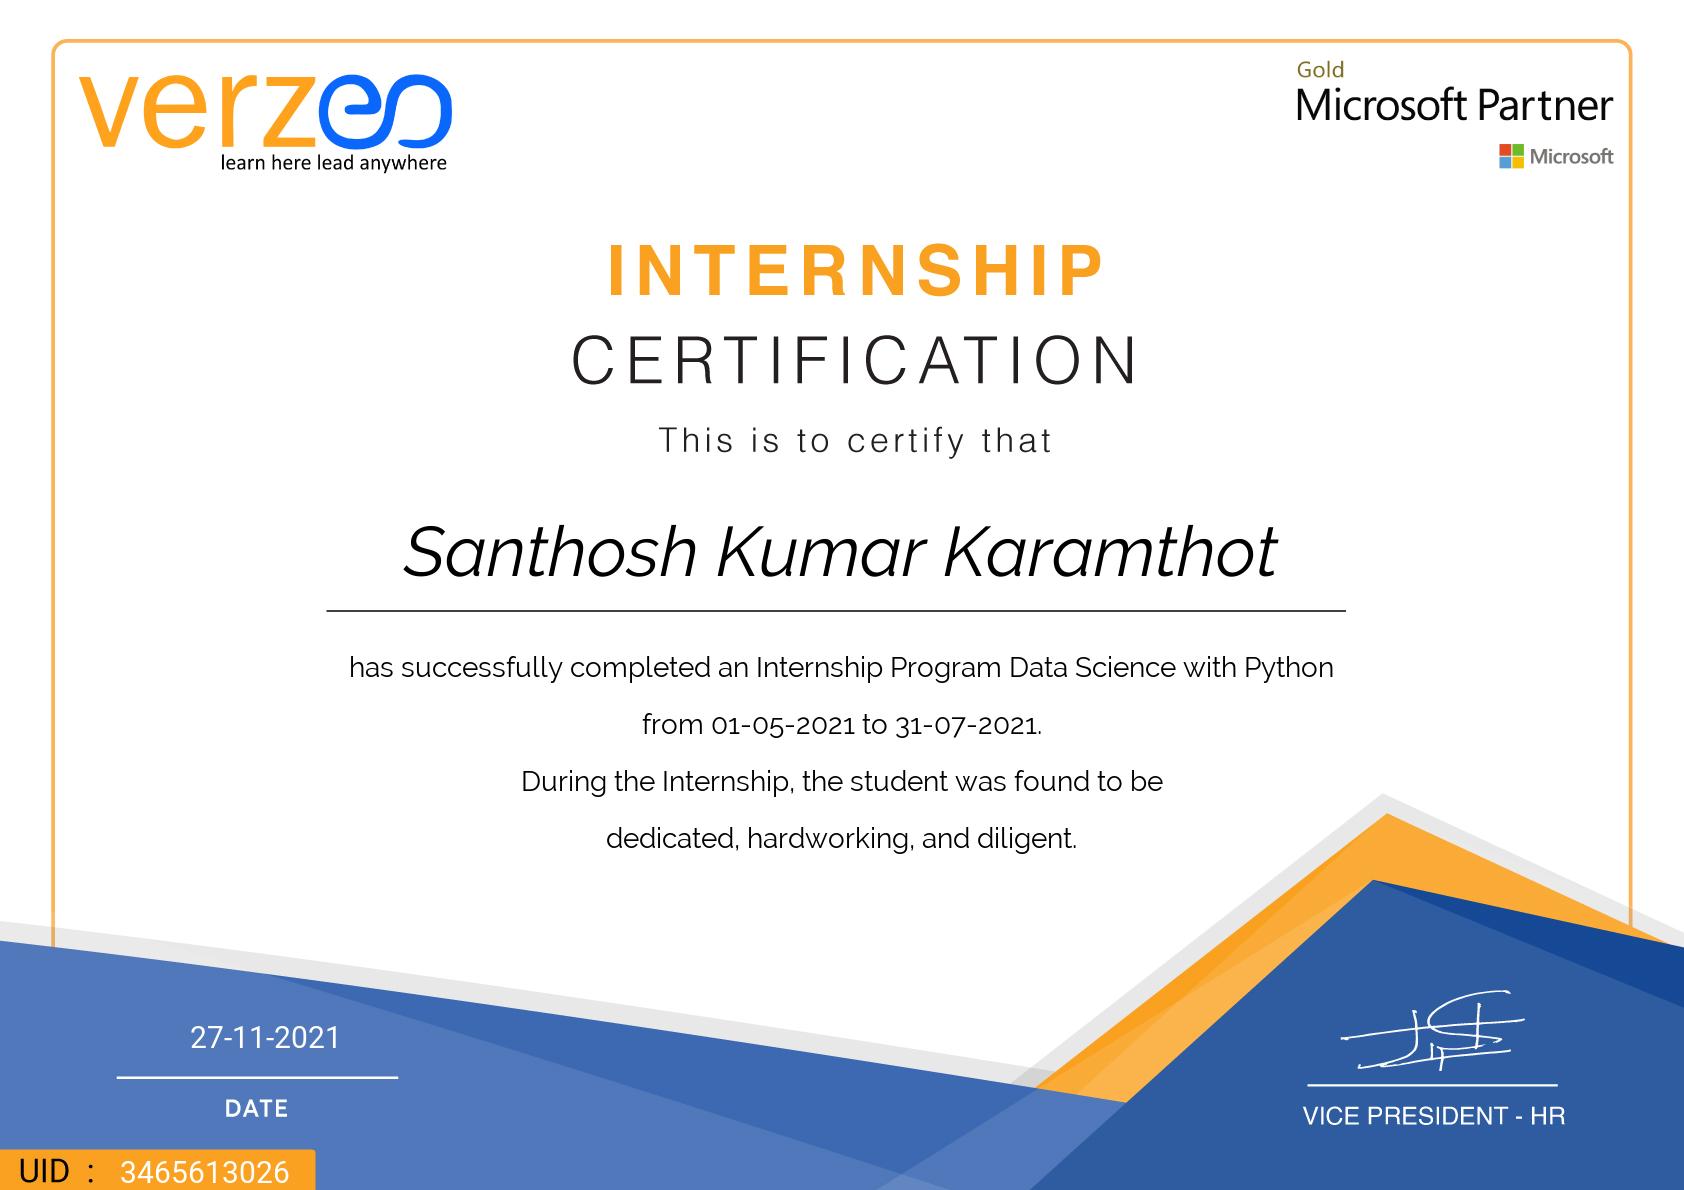 verzeo
learn here lead anywhere
Gold
Microsoft Partner
Microsoft
INTERNSHIP
CERTIFICATION
This is to certify that
Santhosh Kumar Karamthot
has successfully completed an Internship Program Data Science with Python
from 01-05-2021 to 31-07-2021.
During the Internship, the student was found to be
dedicated, hardworking, and diligent.
27-11-2021
DATE
VICE PRESIDENT - HR
UID : 3465613026